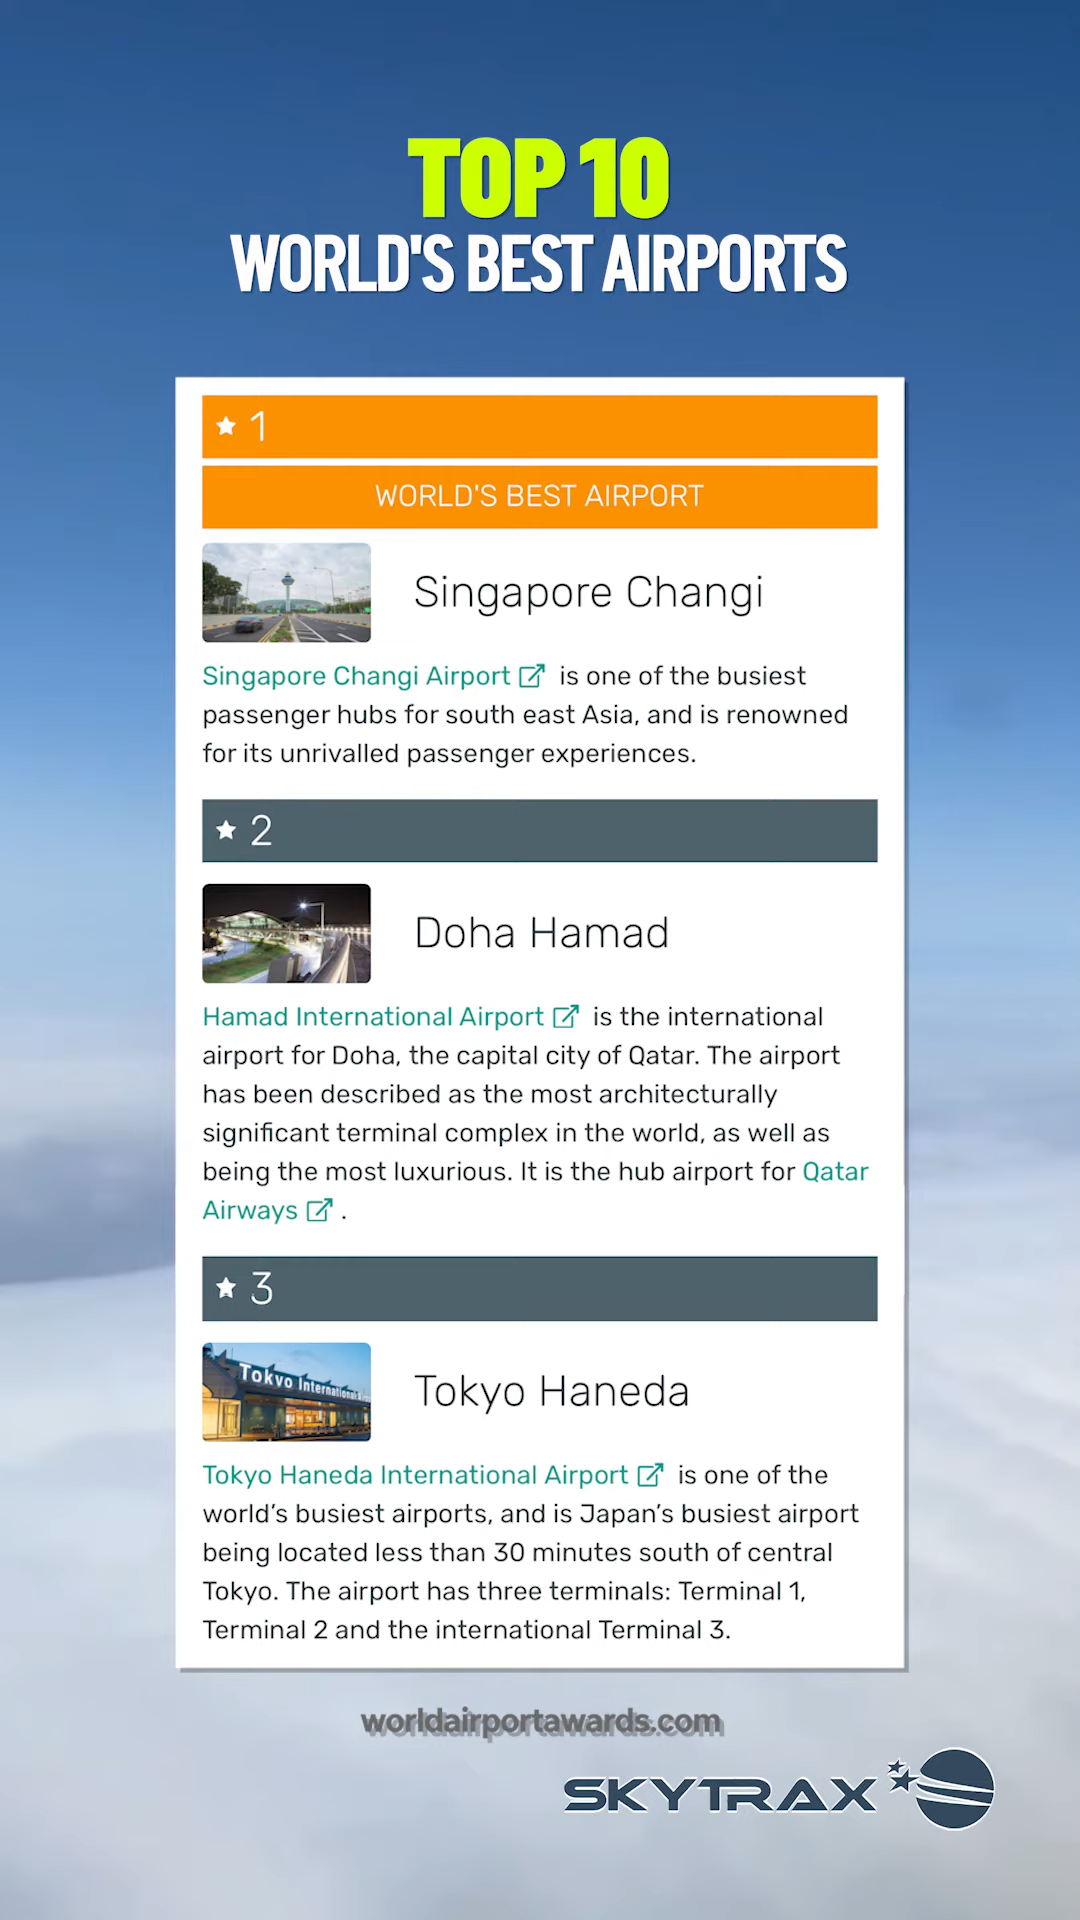 TOP 10
WORLD'S BEST AIRPORTS
★ 1
WORLD'S BEST AIRPORT
Singapore Changi
Singapore Changi Airport is one of the busiest
passenger hubs for south east Asia, and is renowned
for its unrivalled passenger experiences.
★ 2
Doha Hamad
Hamad International Airport is the international
airport for Doha, the capital city of Qatar. The airport
has been described as the most architecturally
significant terminal complex in the world, as well as
being the most luxurious. It is the hub airport for Qatar
Airways .
★ 3
Tokyo International
Tokyo Haneda
Tokyo Haneda International Airport is one of the
world’s busiest airports, and is Japan’s busiest airport
being located less than 30 minutes south of central
Tokyo. The airport has three terminals: Terminal 1,
Terminal 2 and the international Terminal 3.
worldairportawards.com
SKYTRAX